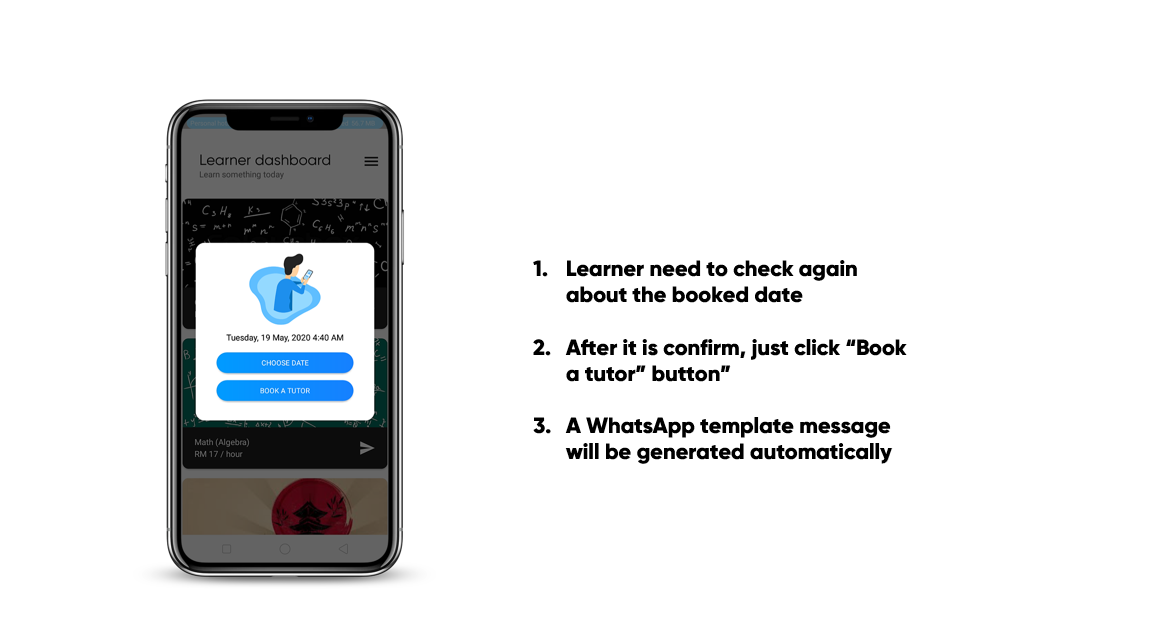 Learner dashboard
Learn something today
Tuesday, 19 May, 2020 4:40 AM
CHOOSE DATE
BOOK A TUTOR
Math (Algebra)
RM 17 / hour
1. Learner need to check again
about the booked date
2. After it is confirm, just click “Book
a tutor” button”
3. A WhatsApp template message
will be generated automatically